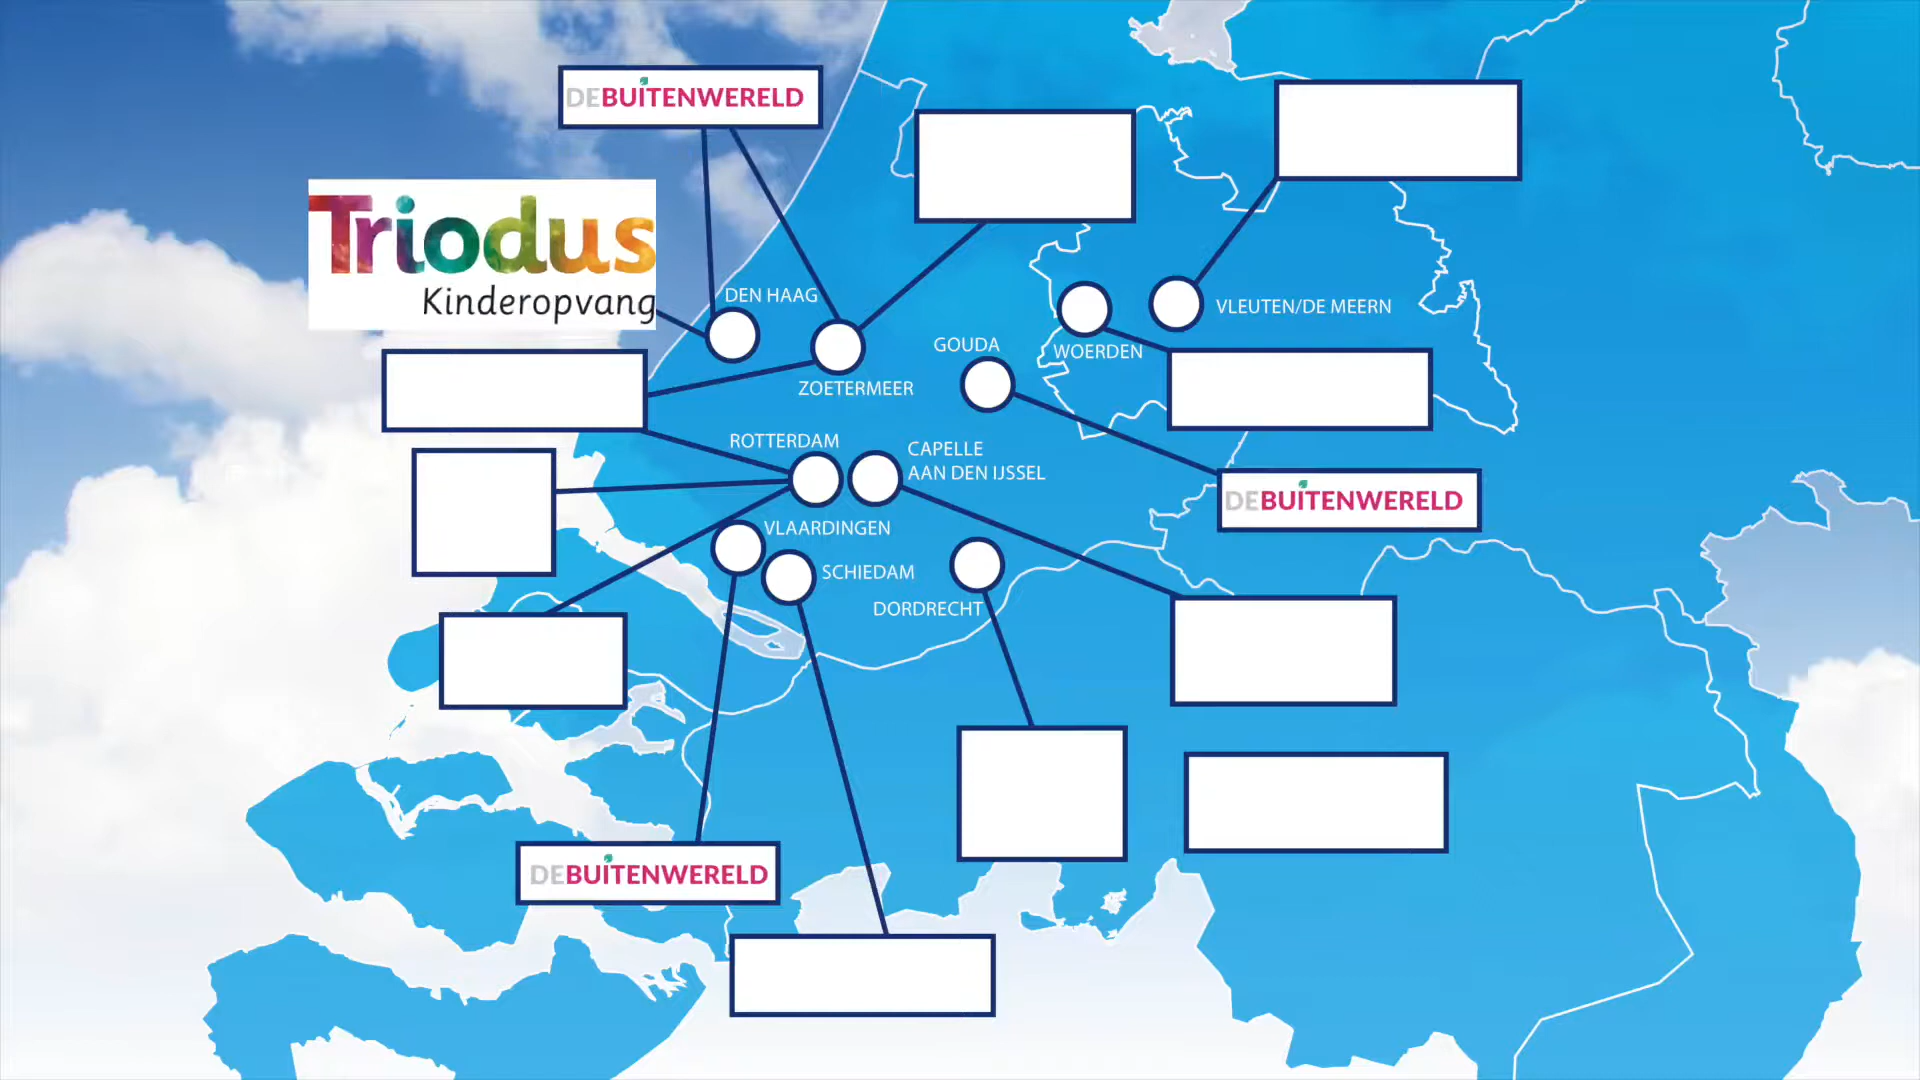 DEBUITENWERELD
Triodus
Kinderopvang
DEN HAAG
VLEUTEN/DE MEERN
GOUDA
WOERDEN
ZOETERMEER
ROTTERDAM
CAPELLE
AAN DEN IJSSEL
DEBUITENWERELD
VLAARDINGEN
SCHIEDAM
DORDRECHT
DEBUITENWERELD